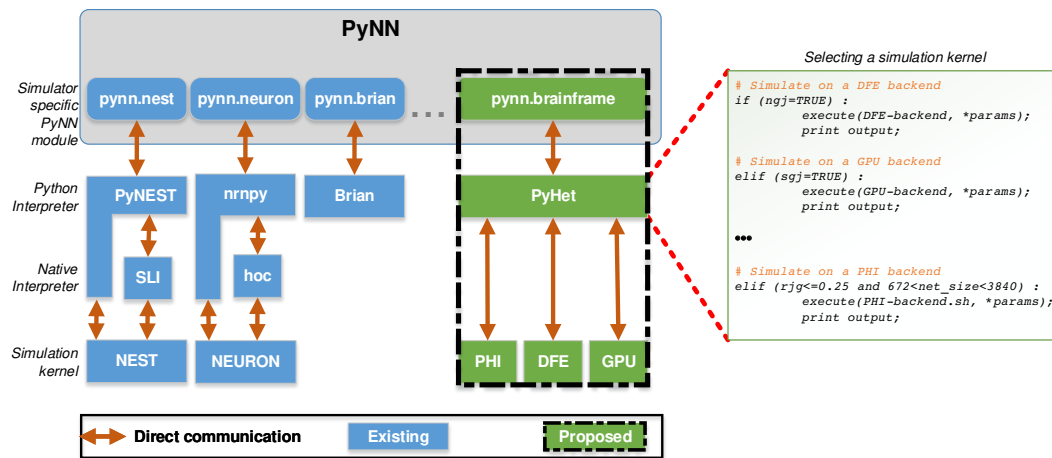 PyNN
Simulator
specific
PyNN
module
pynn.nest
pynn.neuron
pynn.brian
...
pynn.brainframe
Python
Interpreter
PyNEST
nrnpy
Brian
PyHet
Native
Interpreter
SLI
hoc
Simulation
kernel
NEST
NEURON
PHI
DFE
GPU
Direct communication
Existing
Proposed
Selecting a simulation kernel
# Simulate on a DFE backend
if (ngj=TRUE) :
execute(DFE-backend, *params);
print output;
# Simulate on a GPU backend
elif (sgj=TRUE) :
execute(GPU-backend, *params);
print output;
•••
# Simulate on a PHI backend
elif (rjg<=0.25 and 672<net_size<3840) :
execute(PHI-backend.sh, *params);
print output;